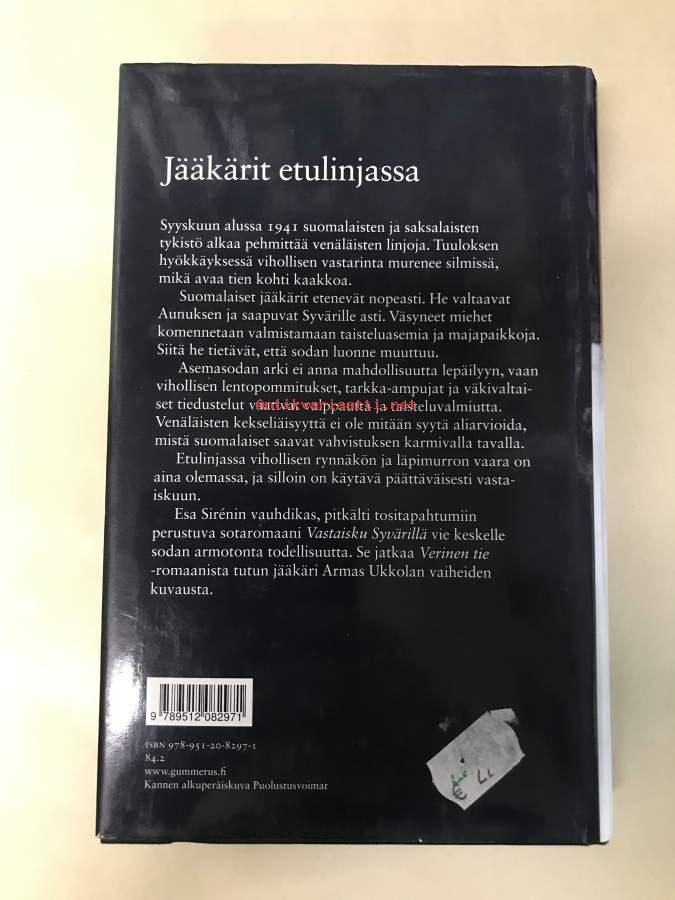 Jääkärit etulinjassa
Syyskuun alussa 1941 suomalaisten ja saksalaisten
tykistö alkaa pehmittää venäläisten linjoja. Tuuloksen
hyökkäyksessä vihollisen vastarinta murenee silmissä,
mikä avaa tien kohti kaakkoa.
Suomalaiset jääkärit etenevät nopeasti. He valtaavat
Aunuksen ja saapuvat Syvärille asti. Väsyneet miehet
komennetaan valmistamaan taisteluasemia ja majapaikkoja.
Siitä he tietävät, että sodan luonne muuttuu.
Asemasodan arki ei anna mahdollisuutta lepäilyyn, vaan
vihollisen lentopommitukset, tarkka-ampujat ja väkivaltai-
set tiedustelut vaativat valppautta ja taisteluvalmiutta.
Antikvariaatti.net
Venäläisten kekseliäisyyttä ei ole mitään syytä aliarvioida,
mistä suomalaiset saavat vahvistuksen karmivalla tavalla.
Etulinjassa vihollisen rynnäkön ja läpimurron vaara on
aina olemassa, ja silloin on käytävä päättäväisesti vasta-
iskuun.
Esa Sirénin vauhdikas, pitkälti tositapahtumiin
perustuva sotaromaani Vastaisku Syvärillä vie keskelle
sodan armotonta todellisuutta. Se jatkaa Verinen tie
-romaanista tutun jääkäri Armas Ukkolan vaiheiden
kuvausta.
9 789512 082971
ISBN 978-951-20-8297-1
84.2
www.gummerus.fi
Kannen alkuperäiskuva Puolustusvoimat
€